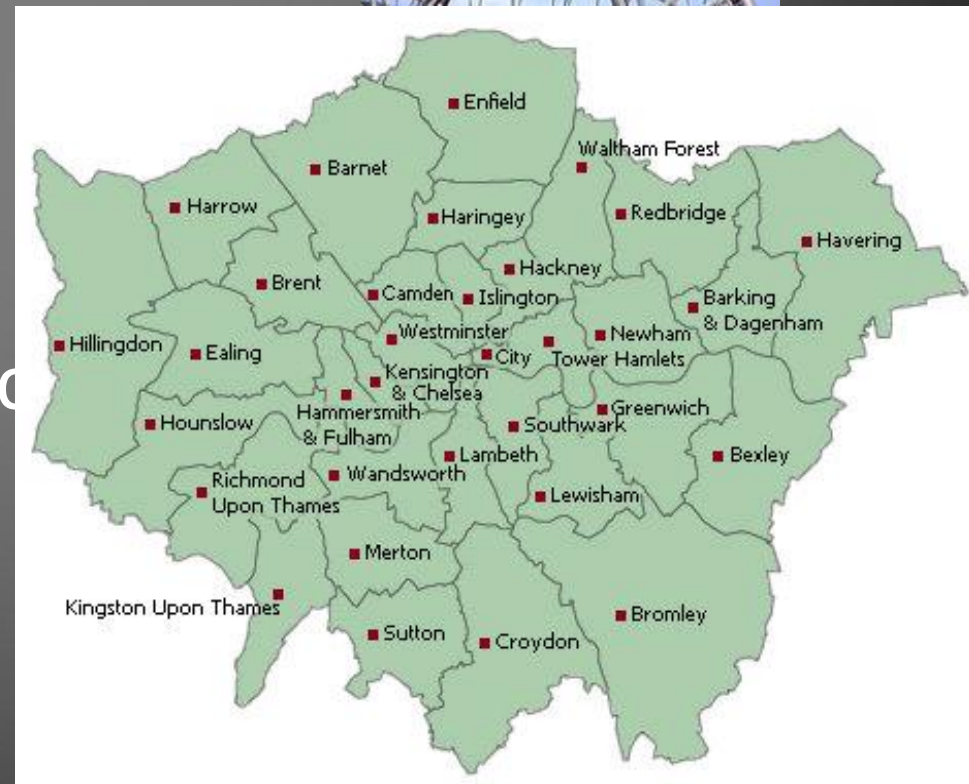 Enfield
Waltham Forest
Barnet
Harrow
Haringey
Redbridge
Havering
Hackney
Brent
Camden
Islington
Barking
& Dagenham
Westminster
Newham
Hillingdon
Ealing
City
Tower Hamlets
Kensington
& Chelsea
Hammersmith
& Fulham
Greenwich
Hounslow
Southwark
Lambeth
Bexley
Richmond
Upon Thames
Wandsworth
Lewisham
Merton
Kingston Upon Thames
Sutton
Croydon
Bromley